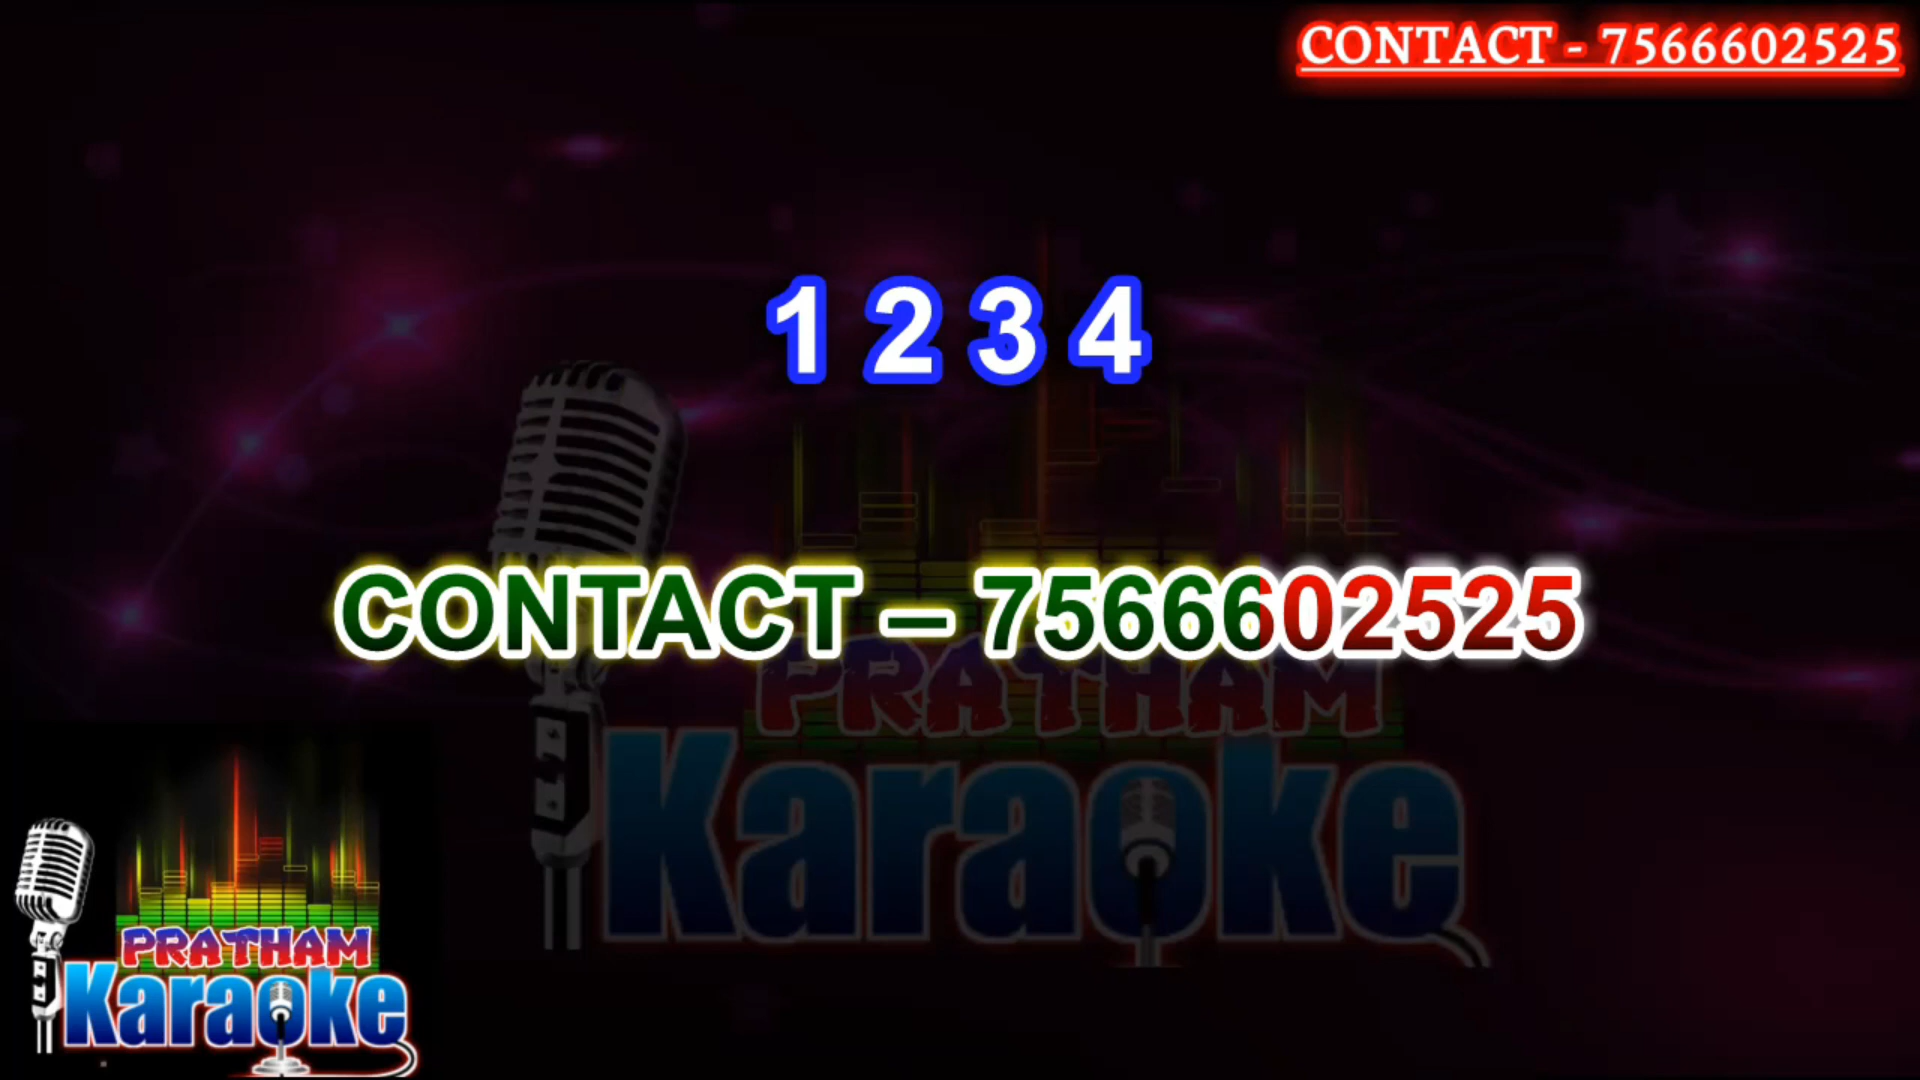 CONTACT - 7566602525
1 2 3 4
CONTACT – 7566602525
PRATHAM
Karaoke
PRATHAM
Karaoke